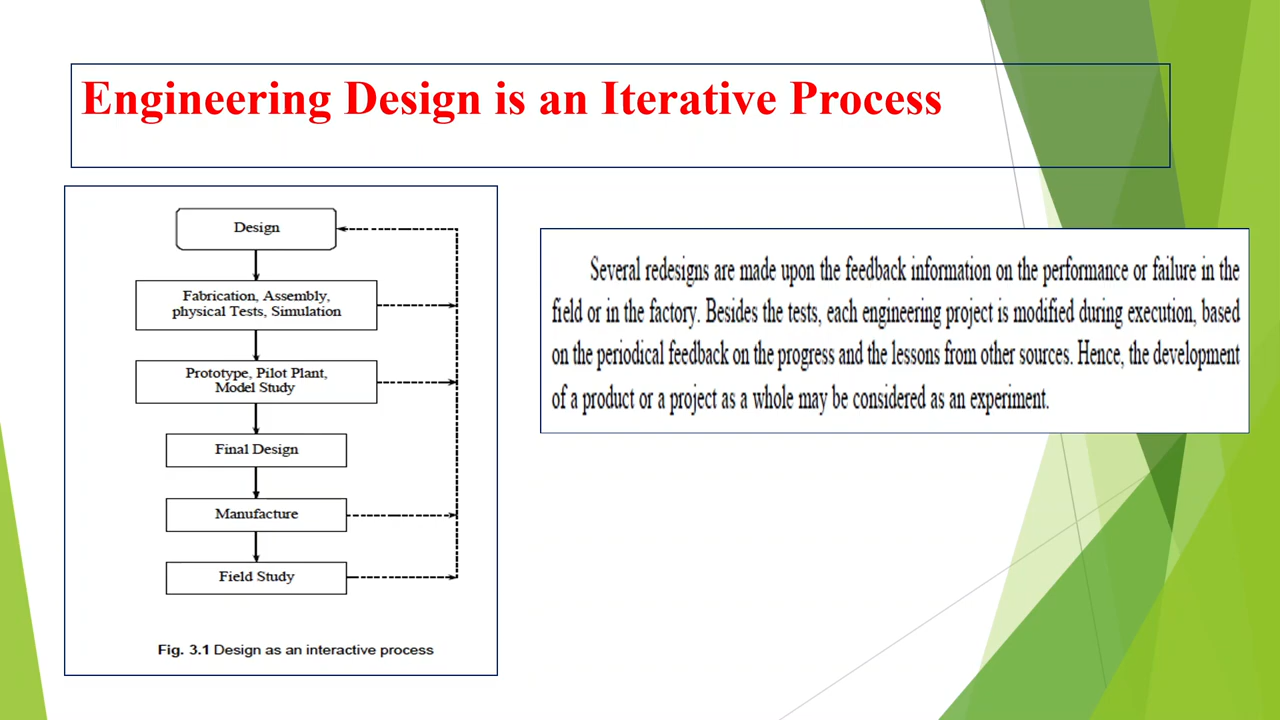 Engineering Design is an Iterative Process
Design
Fabrication, Assembly,
physical Tests, Simulation
Prototype, Pilot Plant,
Model Study
Final Design
Manufacture
Field Study
Fig. 3.1 Design as an interactive process
Several redesigns are made upon the feedback information on the performance or failure in the
field or in the factory. Besides the tests, each engineering project is modified during execution, based
on the periodical feedback on the progress and the lessons from other sources. Hence, the development
of a product or a project as a whole may be considered as an experiment.